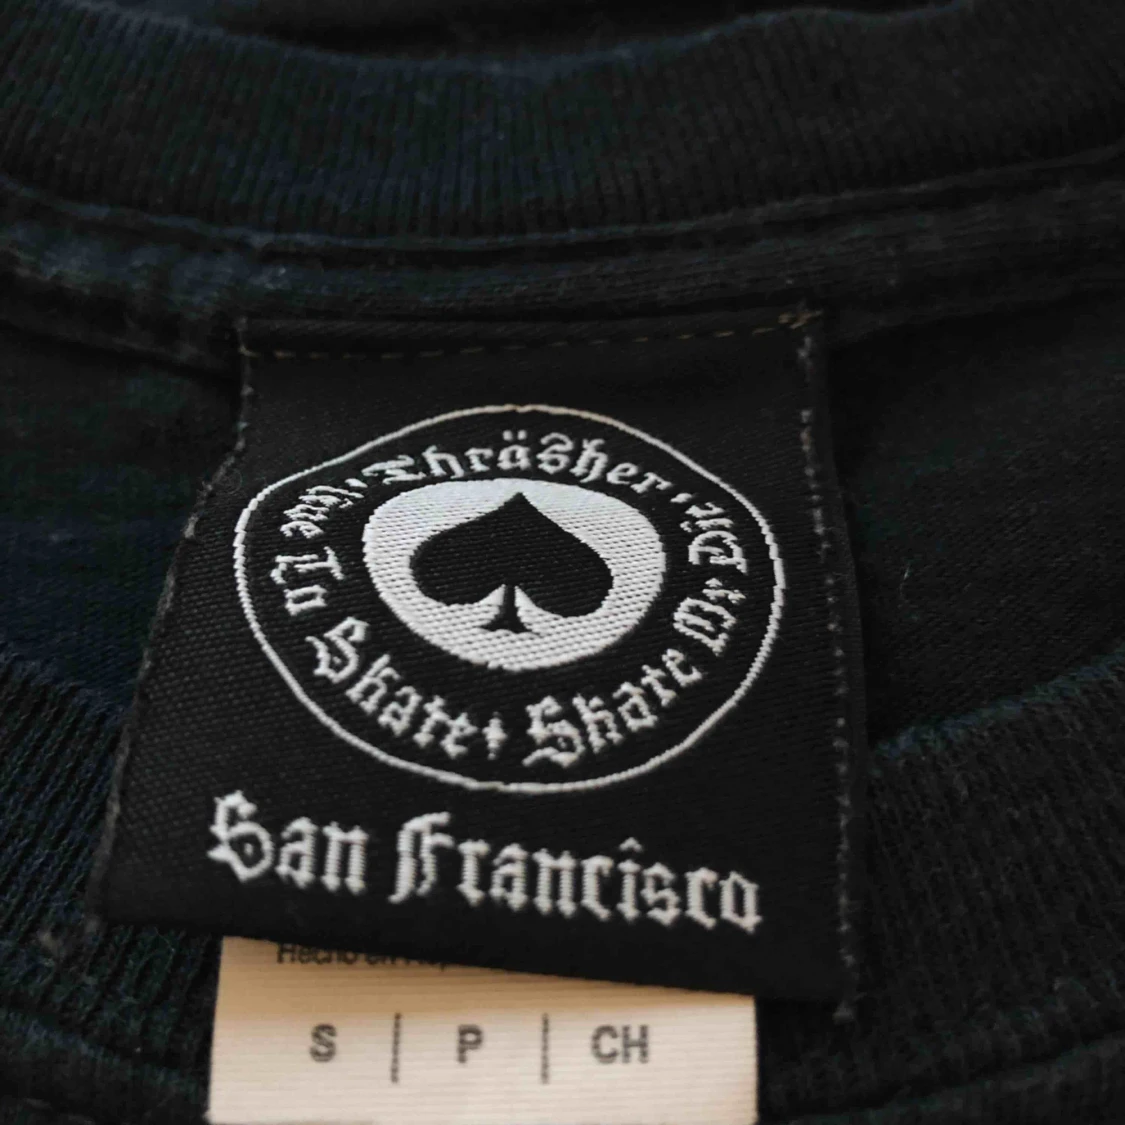 Thräsher
Live To Skate
Skate Or Die
San Francisco
Hecho en
S | P | CH